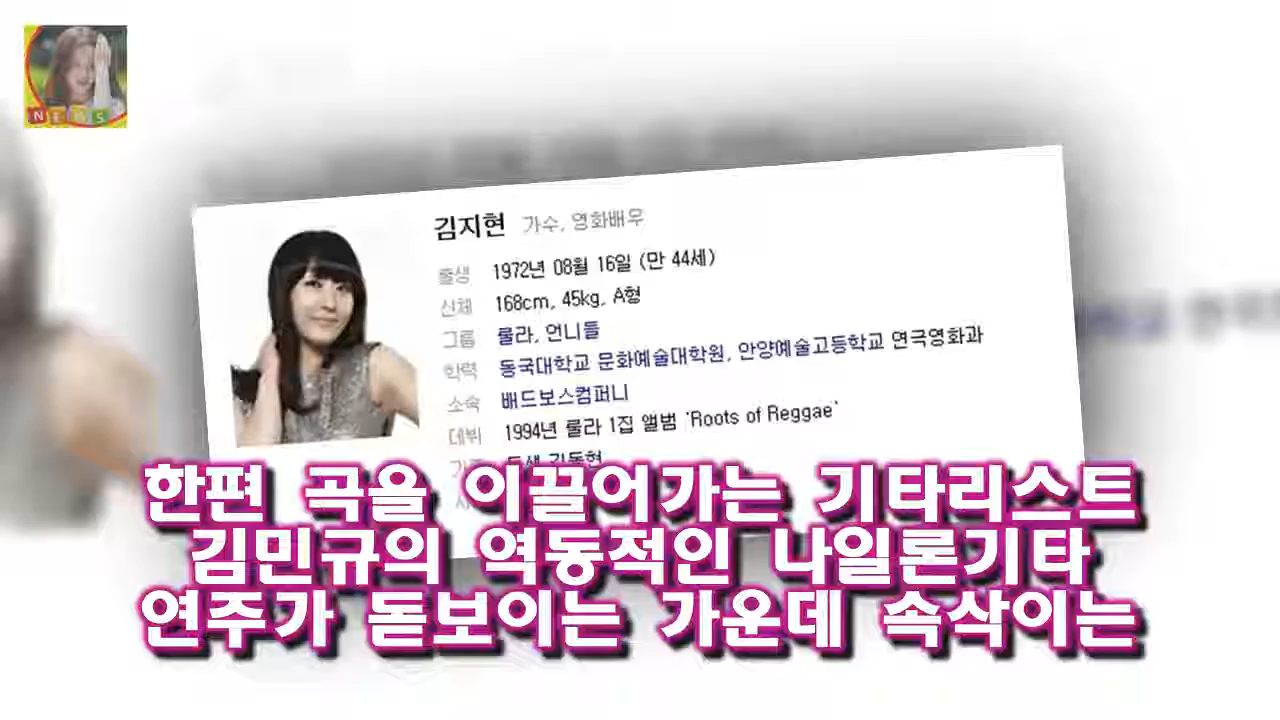 NEWS
김지현 가수, 영화배우
출생 1972년 08월 16일 (만 44세)
신체 168cm, 45kg, A형
그룹 룰라, 언니들
학력 동국대학교 문화예술대학원, 안양예술고등학교 연극영화과
소속 배드보스컴퍼니
데뷔 1994년 룰라 1집 앨범 'Roots of Reggae'
한편 곡을 이끌어가는 기타리스트
김민규의 역동적인 나일론기타
연주가 돋보이는 가운데 속삭이는